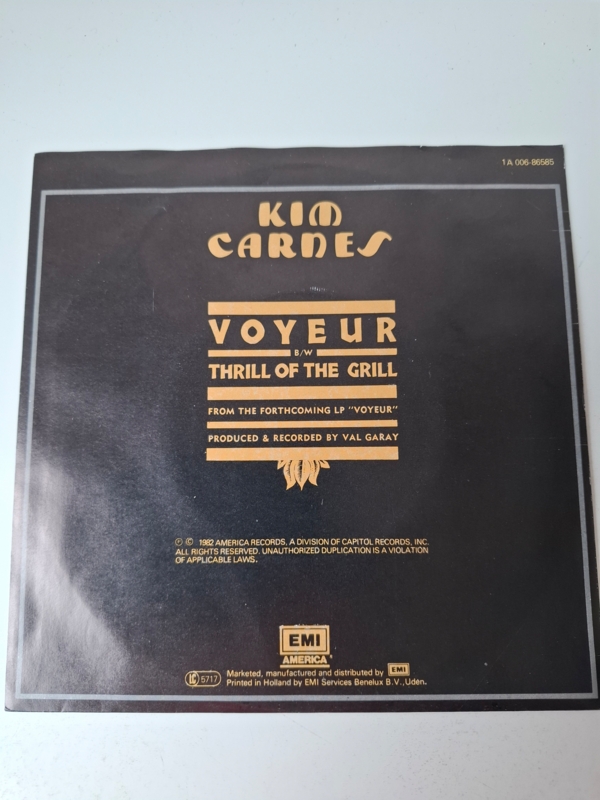 1A 006-86585
KIM
CARNES
VOYEUR
B/W
THRILL OF THE GRILL
FROM THE FORTHCOMING LP "VOYEUR"
PRODUCED & RECORDED BY VAL GARAY
℗ © 1982 AMERICA RECORDS, A DIVISION OF CAPITOL RECORDS, INC.
ALL RIGHTS RESERVED. UNAUTHORIZED DUPLICATION IS A VIOLATION
OF APPLICABLE LAWS.
EMI
AMERICA
LC 5717
Marketed, manufactured and distributed by EMI
Printed in Holland by EMI Services Benelux B.V., Uden.